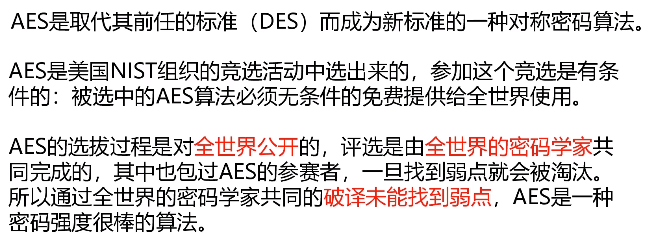 AES是取代其前任的标准（DES）而成为新标准的一种对称密码算法。
AES是美国NIST组织的竞选活动中选出来的，参加这个竞选是有条
件的：被选中的AES算法必须无条件的免费提供给全世界使用。
AES的选拔过程是对全世界公开的，评选是由全世界的密码学家共
同完成的，其中也包过AES的参赛者，一旦找到弱点就会被淘汰。
所以通过全世界的密码学家共同的破译未能找到弱点，AES是一种
密码强度很棒的算法。